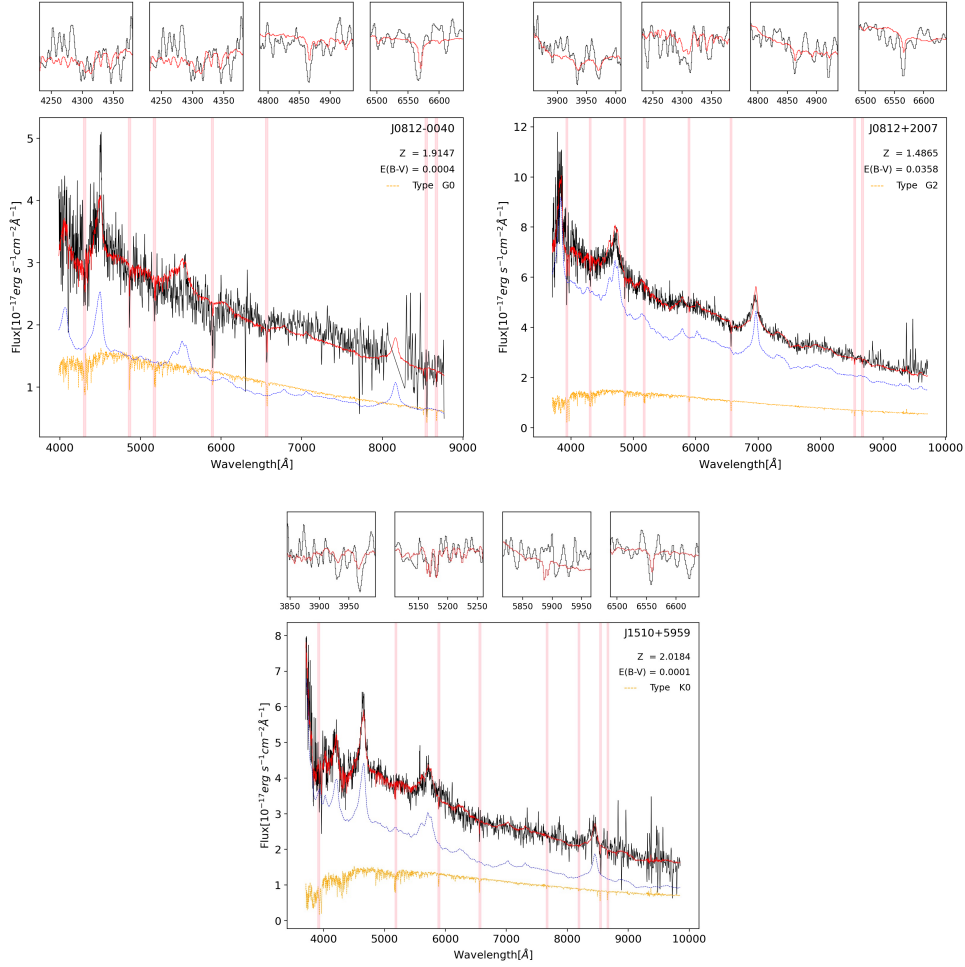 4250 4300 4350
4250 4300 4350
4800 4850 4900
6500 6550 6600
3900 3950 4000
4250 4300 4350
4800 4850 4900
6500 6550 6600
J0812-0040
Z = 1.9147
E(B-V) = 0.0004
Type G0
Flux[10⁻¹⁷erg s⁻¹cm⁻²Å⁻¹]
5
4
3
2
1
4000 5000 6000 7000 8000 9000
Wavelength[Å]
J0812+2007
Z = 1.4865
E(B-V) = 0.0358
Type G2
Flux[10⁻¹⁷erg s⁻¹cm⁻²Å⁻¹]
12
10
8
6
4
2
0
4000 5000 6000 7000 8000 9000 10000
Wavelength[Å]
3850 3900 3950
5150 5200 5250
5850 5900 5950
6500 6550 6600
J1510+5959
Z = 2.0184
E(B-V) = 0.0001
Type K0
Flux[10⁻¹⁷erg s⁻¹cm⁻²Å⁻¹]
8
7
6
5
4
3
2
1
0
4000 5000 6000 7000 8000 9000 10000
Wavelength[Å]